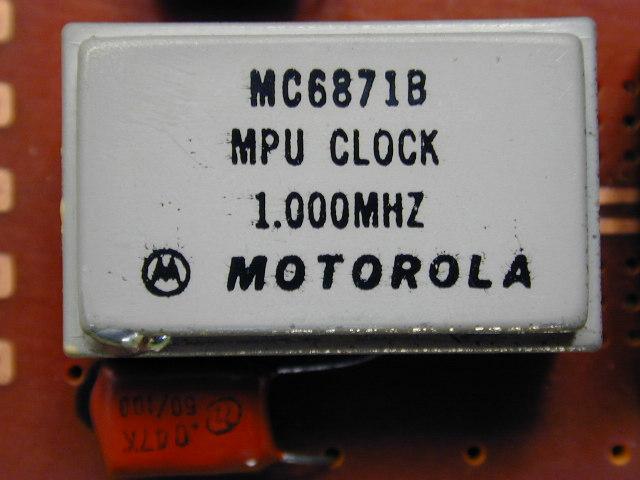 MC6871B
MPU CLOCK
1.000MHZ
MOTOROLA
.047K
50/100